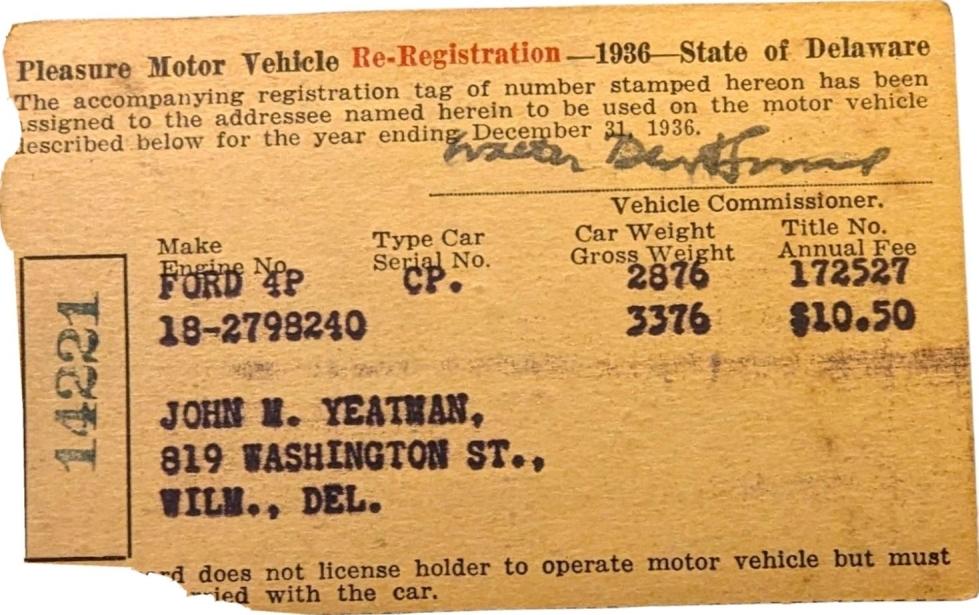 Pleasure Motor Vehicle Re-Registration—1936—State of Delaware
The accompanying registration tag of number stamped hereon has been
ssigned to the addressee named herein to be used on the motor vehicle
described below for the year ending December 31, 1936.
Vehicle Commissioner.
Make Type Car Car Weight Title No.
Engine No. Serial No. Gross Weight Annual Fee
FORD 4P CP. 2876 172527
18-2798240 3376 $10.50
14221
JOHN M. YEATMAN,
819 WASHINGTON ST.,
WILM., DEL.
rd does not license holder to operate motor vehicle but must
ried with the car.